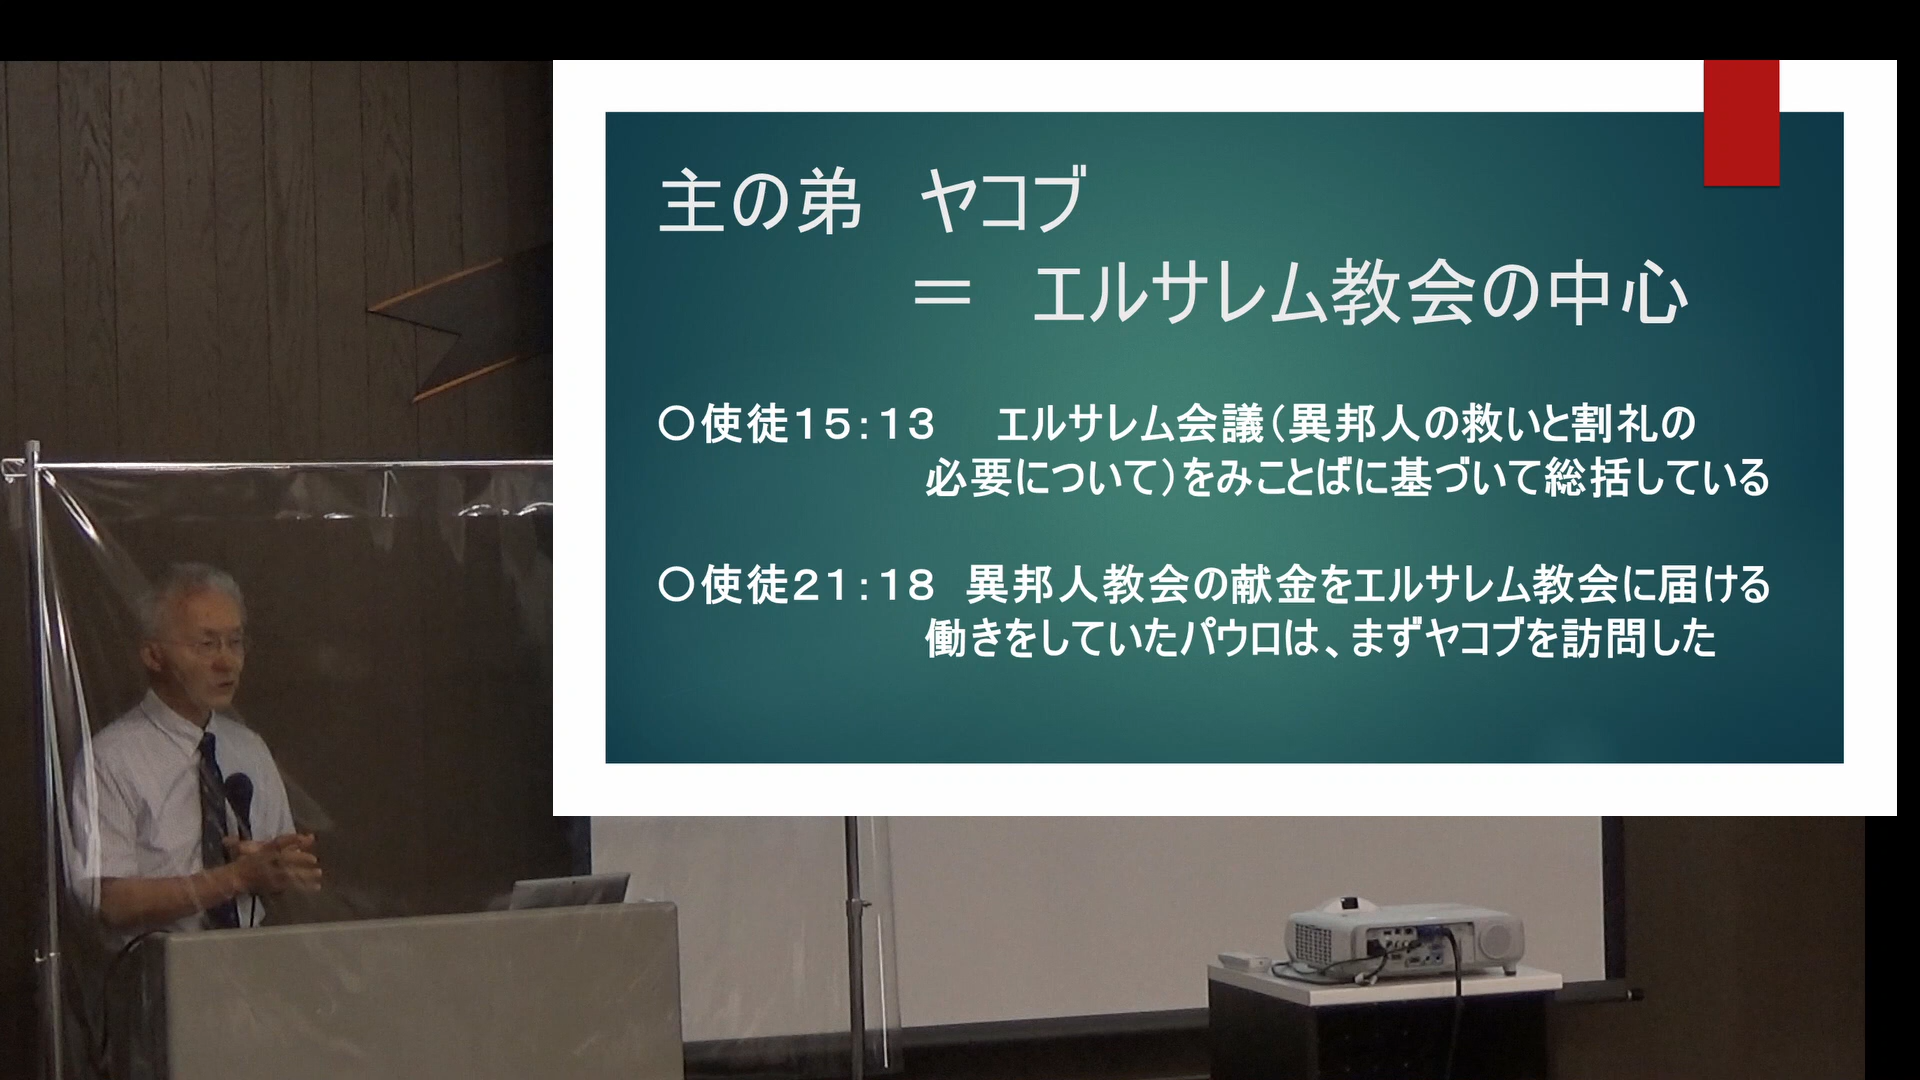 主の弟　ヤコブ
＝　エルサレム教会の中心
〇使徒１５：１３　エルサレム会議（異邦人の救いと割礼の
必要について）をみことばに基づいて総括している
〇使徒２１：１８　異邦人教会の献金をエルサレム教会に届ける
働きをしていたパウロは、まずヤコブを訪問した